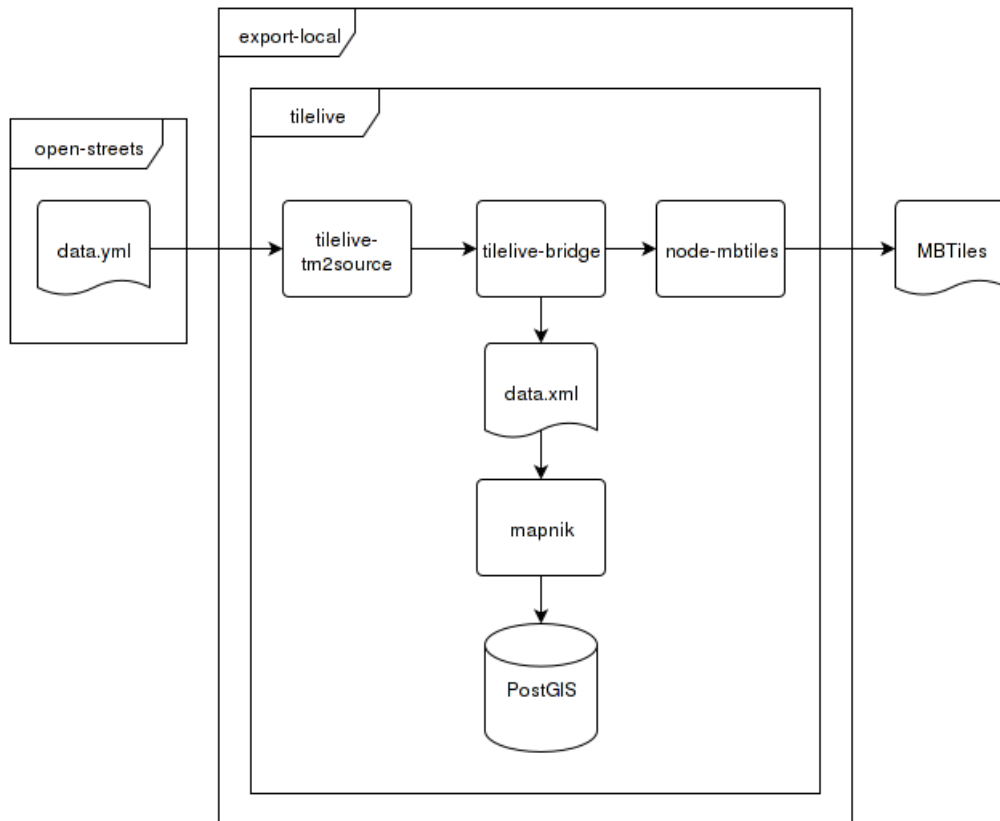 export-local
tilelive
open-streets
data.yml
tilelive-
tm2source
tilelive-bridge
node-mbtiles
MBTiles
data.xml
mapnik
PostGIS